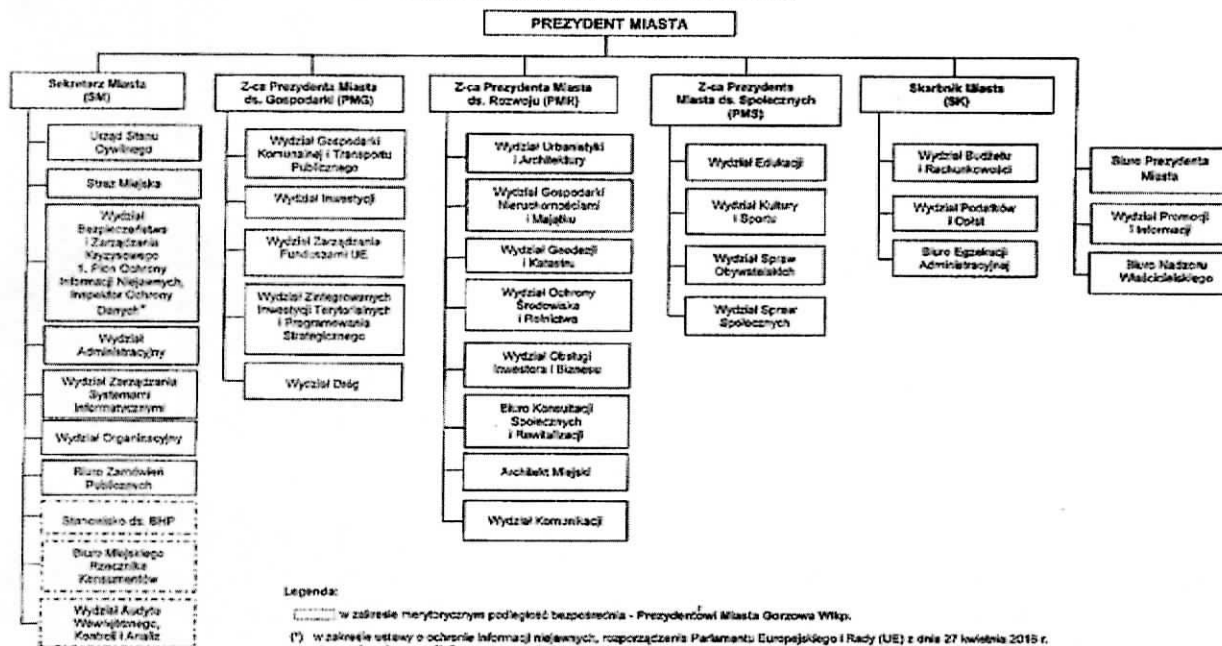 PREZYDENT MIASTA
Sekretarz Miasta
(SM)
Urząd Stanu
Cywilnego
Straż Miejska
Wydział
Bezpieczeństwa
i Zarządzania
Kryzysowego
1. Pion Ochrony
Informacji Niejawnych,
Inspektor Ochrony
Danych*
Wydział
Administracyjny
Wydział Zarządzania
Systemami
Informatycznymi
Wydział Organizacyjny
Biuro Zamówień
Publicznych
Stanowisko ds. BHP
Biuro Miejskiego
Rzecznika
Konsumentów
Wydział Audytu
Wewnętrznego,
Kontroli i Analiz
Z-ca Prezydenta Miasta
ds. Gospodarki (PMG)
Wydział Gospodarki
Komunalnej i Transportu
Publicznego
Wydział Inwestycji
Wydział Zarządzania
Funduszami UE
Wydział Zintegrowanych
Inwestycji Terytorialnych
i Programowania
Strategicznego
Wydział Dróg
Z-ca Prezydenta Miasta
ds. Rozwoju (PMR)
Wydział Urbanistyki
i Architektury
Wydział Gospodarki
Nieruchomościami
i Majątku
Wydział Geodezji
i Katastru
Wydział Ochrony
Środowiska
i Rolnictwa
Wydział Obsługi
Inwestora i Biznesu
Biuro Konsultacji
Społecznych
i Rewitalizacji
Architekt Miejski
Wydział Komunikacji
Z-ca Prezydenta
Miasta ds. Społecznych
(PMS)
Wydział Edukacji
Wydział Kultury
i Sportu
Wydział Spraw
Obywatelskich
Wydział Spraw
Społecznych
Skarbnik Miasta
(SK)
Wydział Budżetu
i Rachunkowości
Wydział Podatków
i Opłat
Biuro Egzekucji
Administracyjnej
Biuro Prezydenta
Miasta
Wydział Promocji
i Informacji
Biuro Nadzoru
Właścicielskiego
Legenda:
w zakresie merytorycznym podległość bezpośrednia - Prezydentowi Miasta Gorzowa Wlkp.
(*) w zakresie ustawy o ochronie informacji niejawnych, rozporządzenia Parlamentu Europejskiego i Rady (UE) z dnia 27 kwietnia 2016 r.